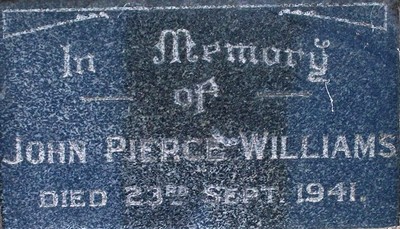 In Memory
of
JOHN PIERCE WILLIAMS
DIED 23RD SEPT. 1941.